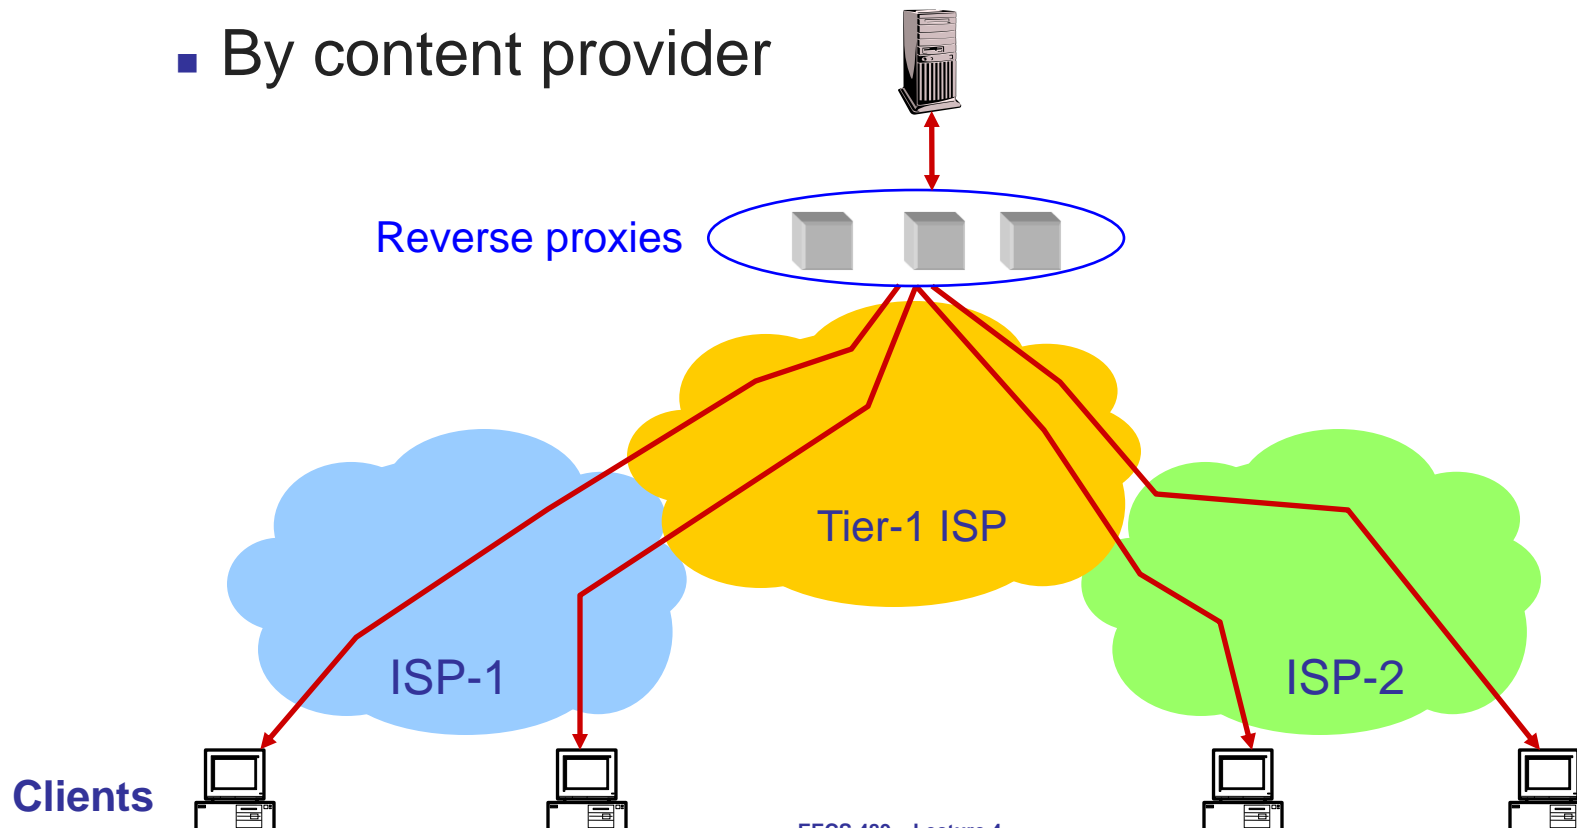 By content provider
Reverse proxies
Tier-1 ISP
ISP-1
ISP-2
Clients